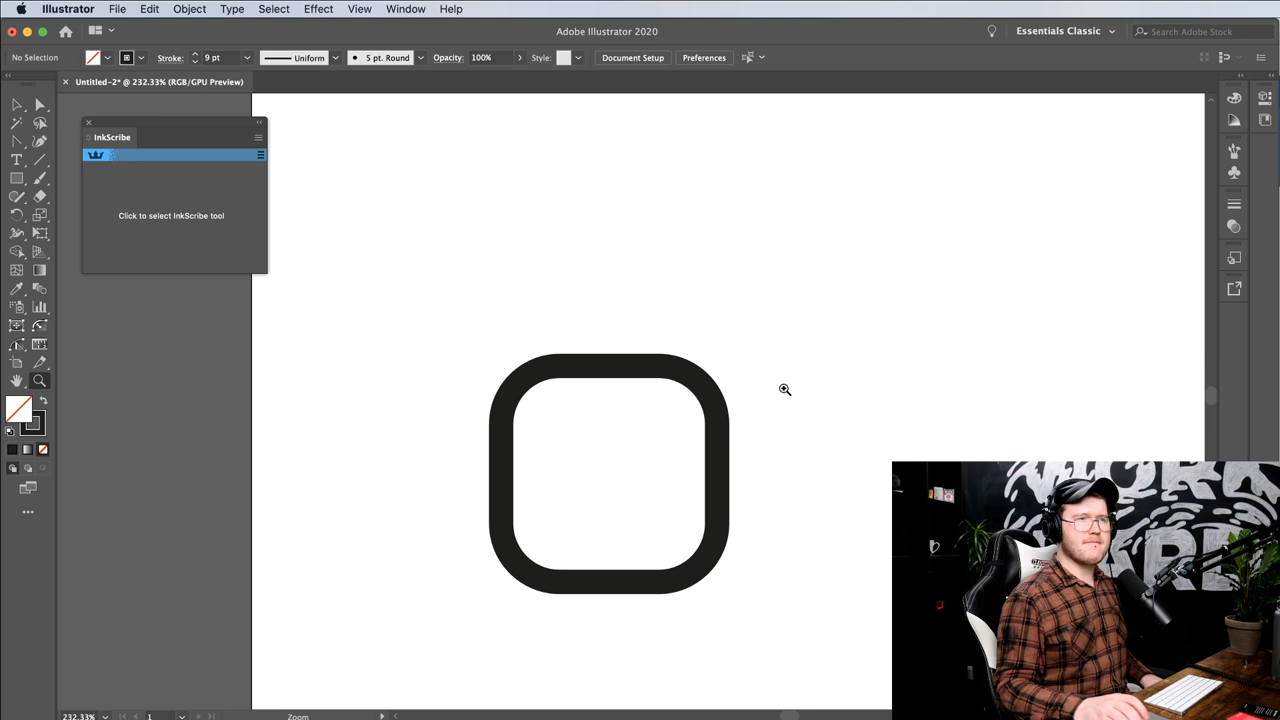 Illustrator File Edit Object Type Select Effect View Window Help
Adobe Illustrator 2020
Essentials Classic
Search Adobe Stock
No Selection
Stroke: 9 pt
Uniform
5 pt. Round
Opacity: 100%
Style:
Document Setup
Preferences
Untitled-2* @ 232.33% (RGB/GPU Preview)
InkScribe
Click to select InkScribe tool
WORK
HARD
232.33%
1
Zoom